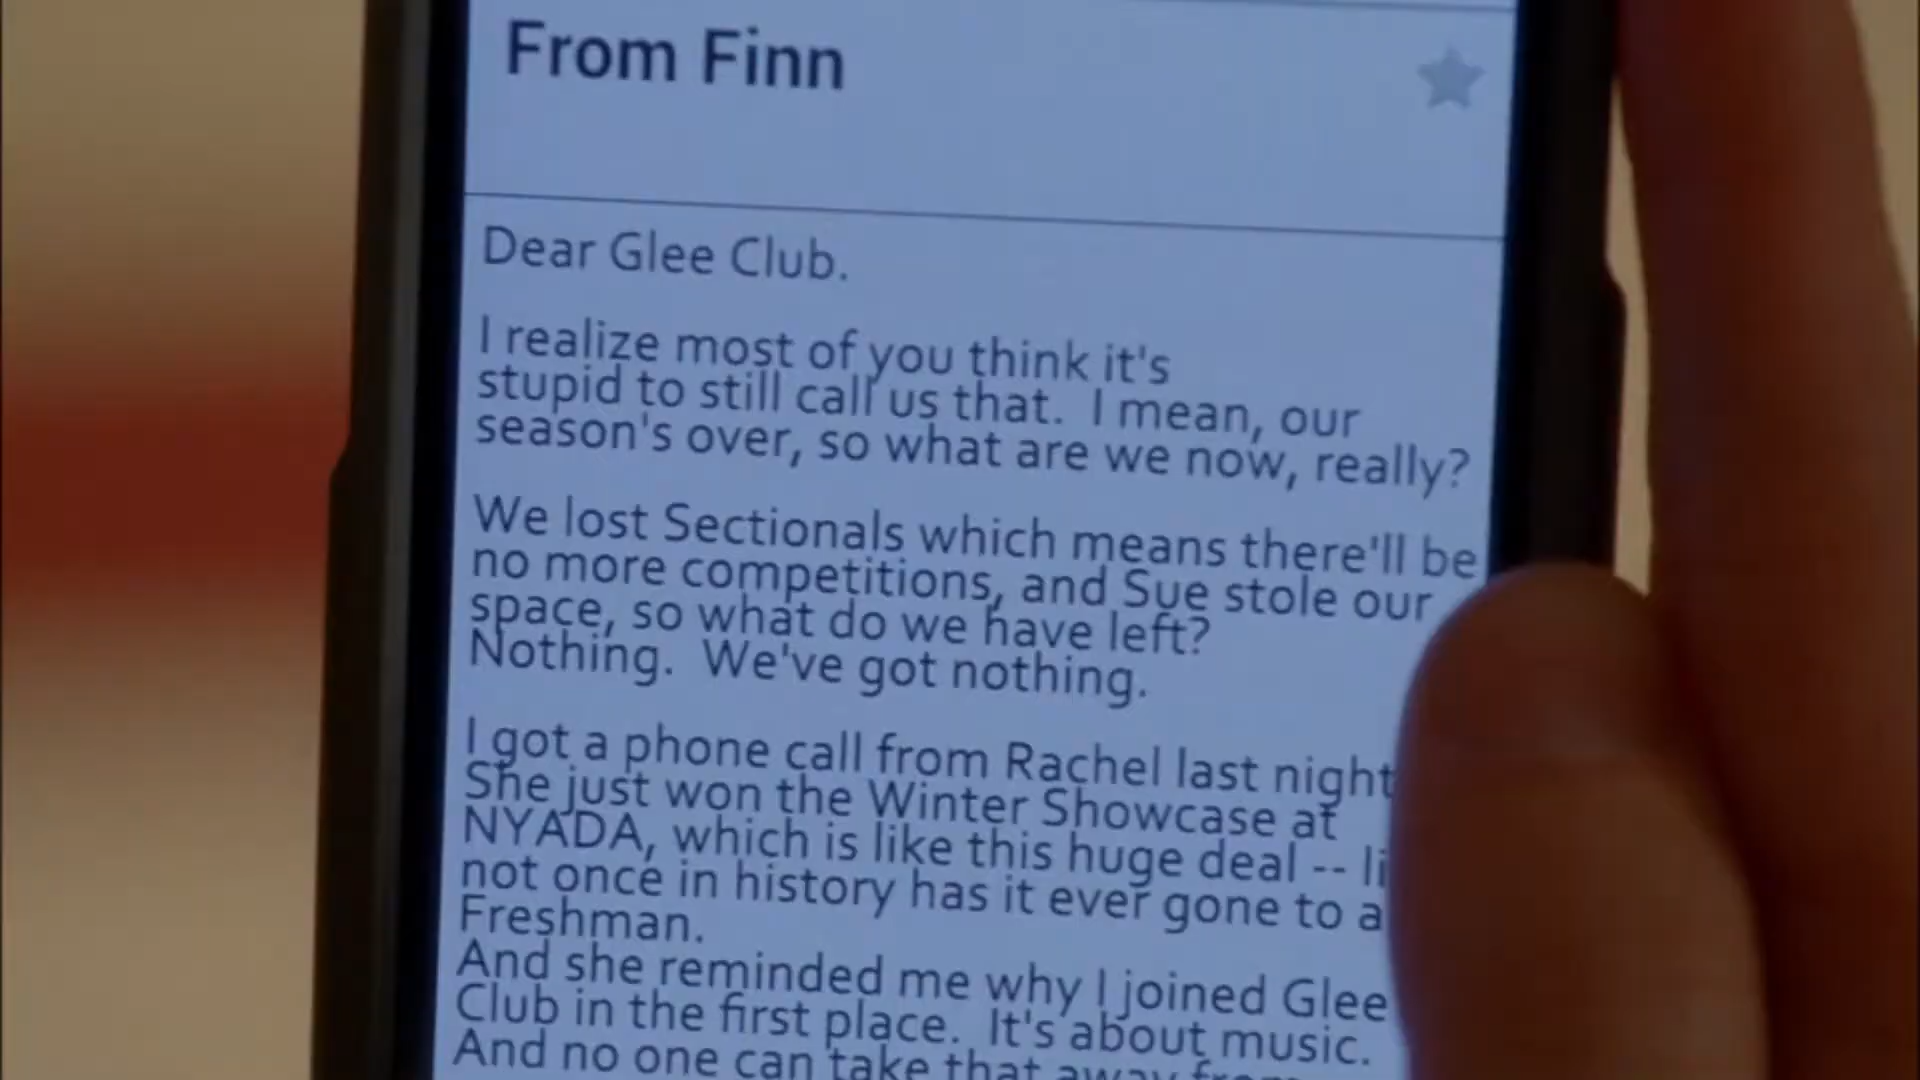 From Finn
Dear Glee Club.
I realize most of you think it's
stupid to still call us that.  I mean, our
season's over, so what are we now, really?
We lost Sectionals which means there'll be
no more competitions, and Sue stole our
space, so what do we have left?
Nothing.  We've got nothing.
I got a phone call from Rachel last night
She just won the Winter Showcase at
NYADA, which is like this huge deal --
not once in history has it ever gone to a
Freshman.
And she reminded me why I joined Glee
Club in the first place.  It's about music.
And no one can take that away from